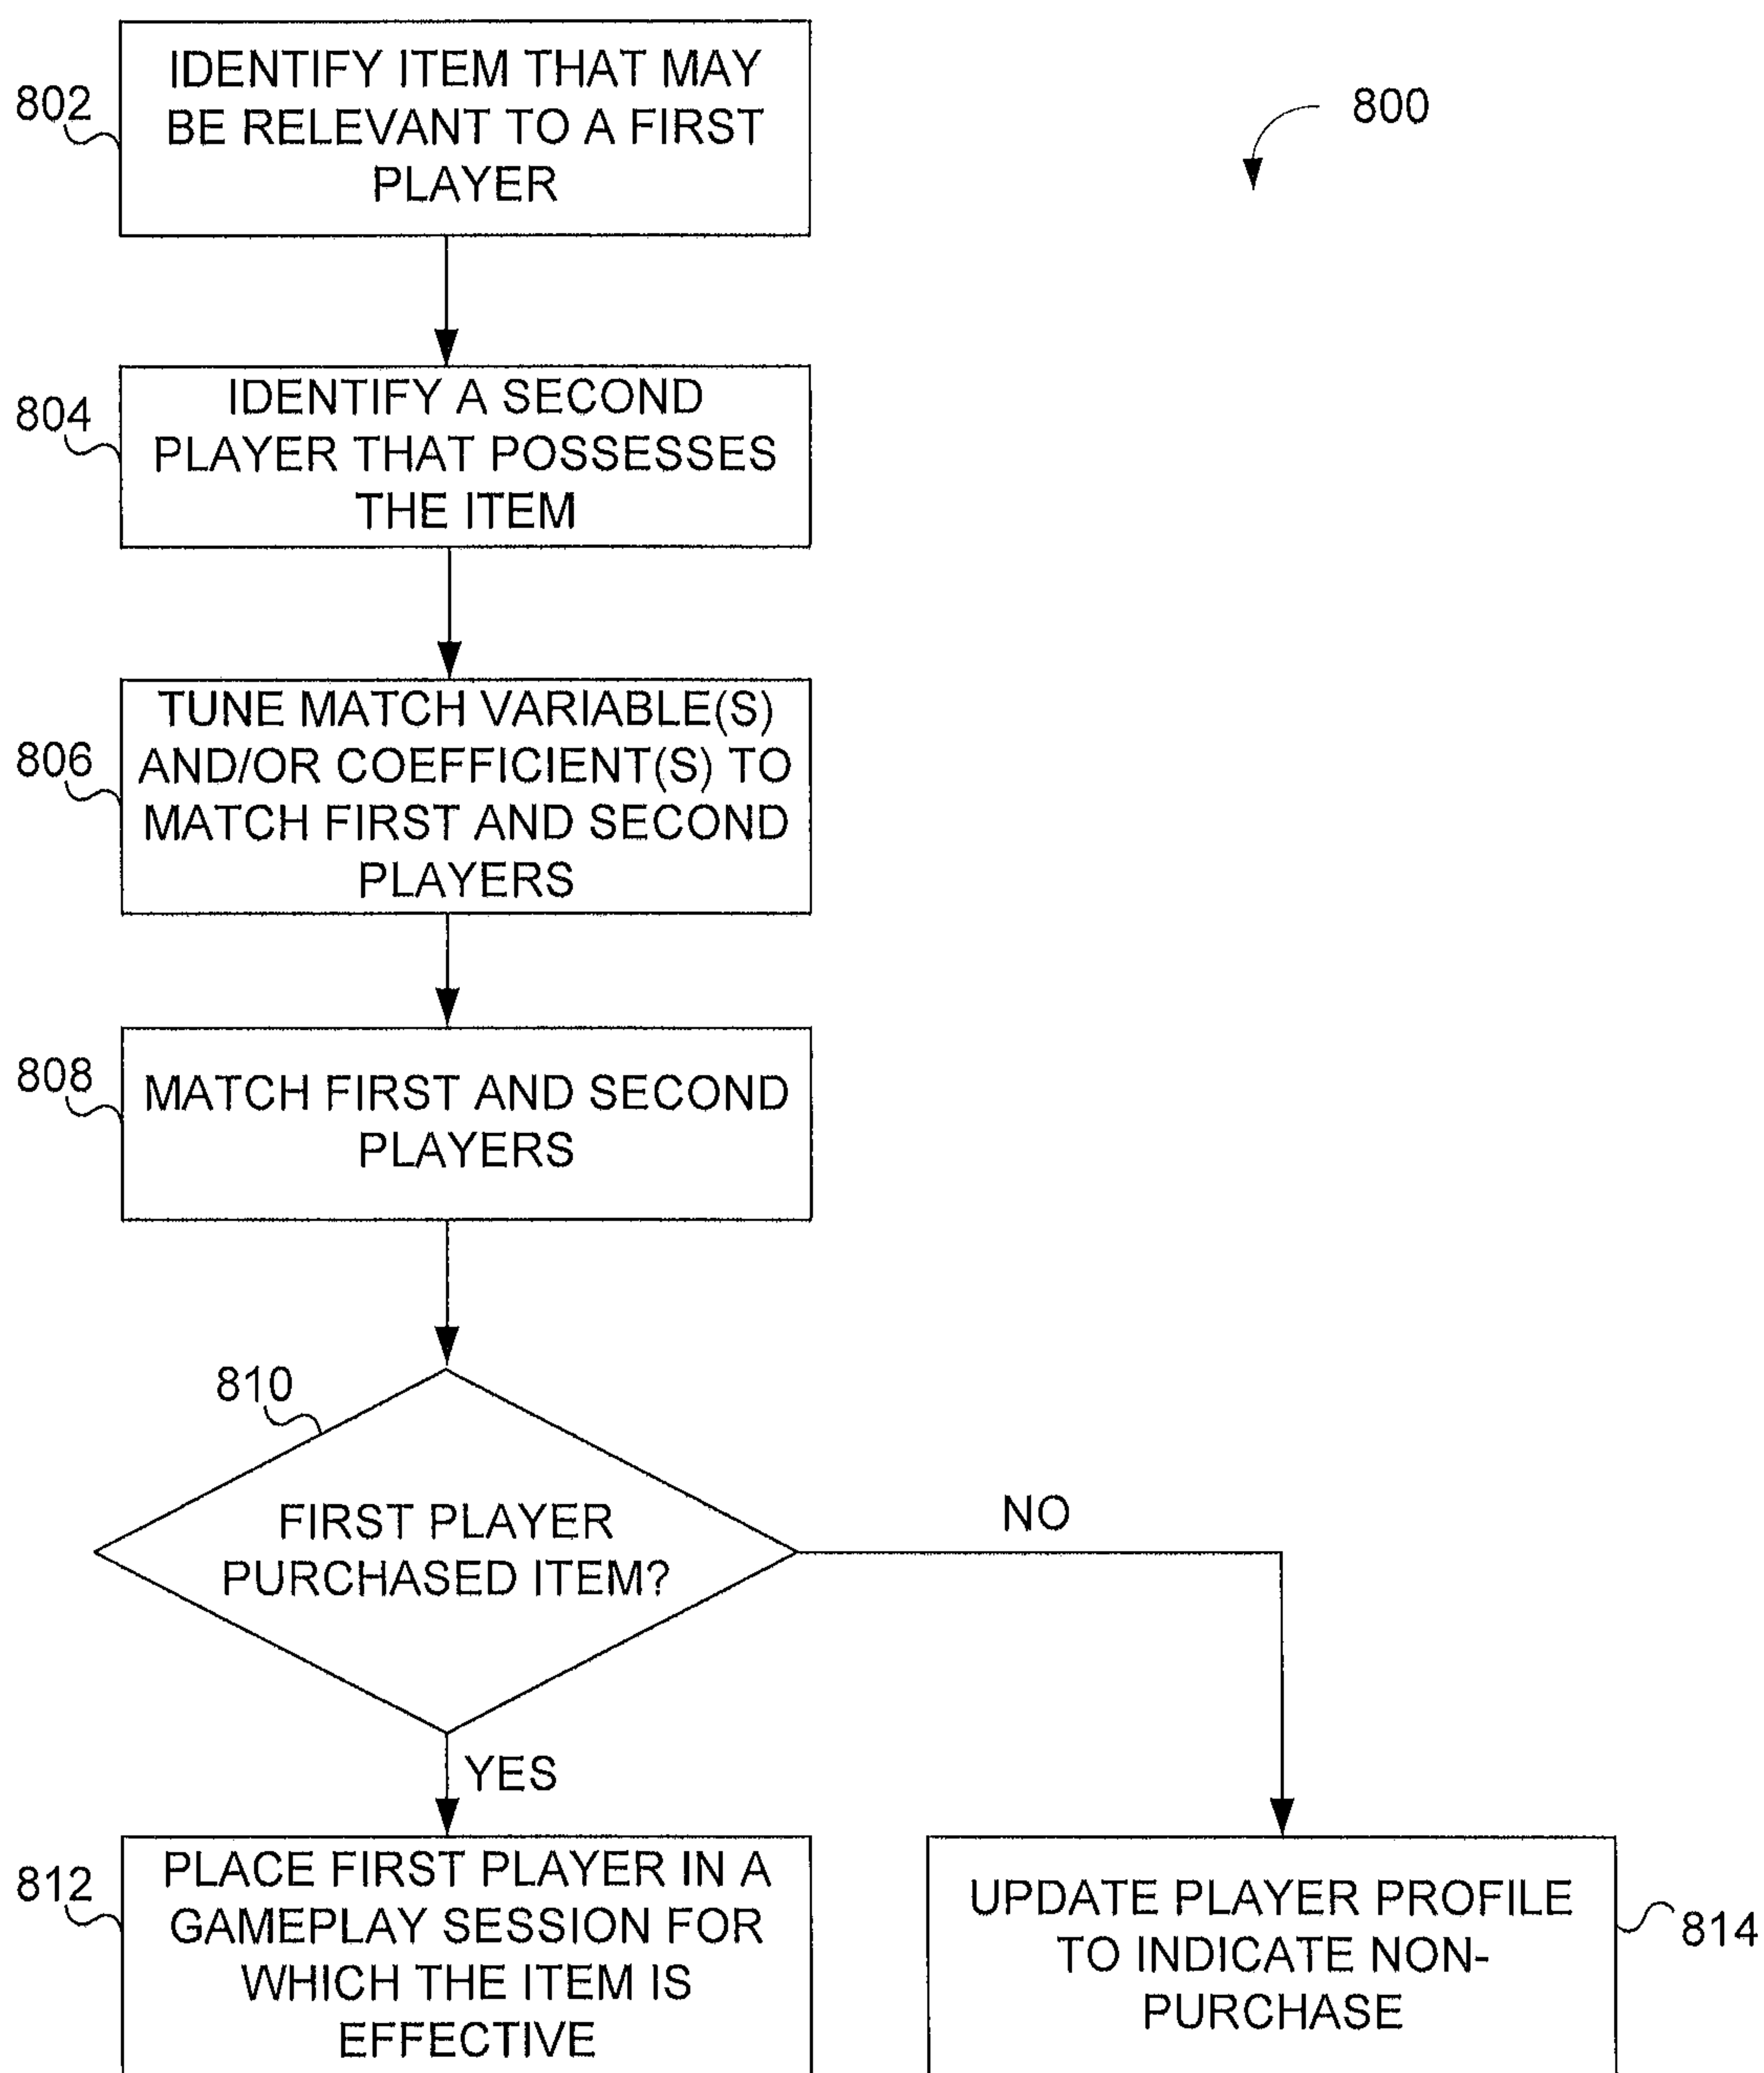 802
IDENTIFY ITEM THAT MAY
BE RELEVANT TO A FIRST
PLAYER
800
804
IDENTIFY A SECOND
PLAYER THAT POSSESSES
THE ITEM
806
TUNE MATCH VARIABLE(S)
AND/OR COEFFICIENT(S) TO
MATCH FIRST AND SECOND
PLAYERS
808
MATCH FIRST AND SECOND
PLAYERS
810
FIRST PLAYER
PURCHASED ITEM?
NO
YES
812
PLACE FIRST PLAYER IN A
GAMEPLAY SESSION FOR
WHICH THE ITEM IS
EFFECTIVE
UPDATE PLAYER PROFILE
TO INDICATE NON-
PURCHASE
814